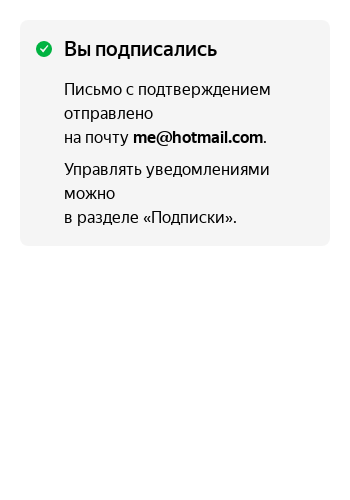 Вы подписались
Письмо с подтверждением
отправлено
на почту me@hotmail.com.
Управлять уведомлениями
можно
в разделе «Подписки».